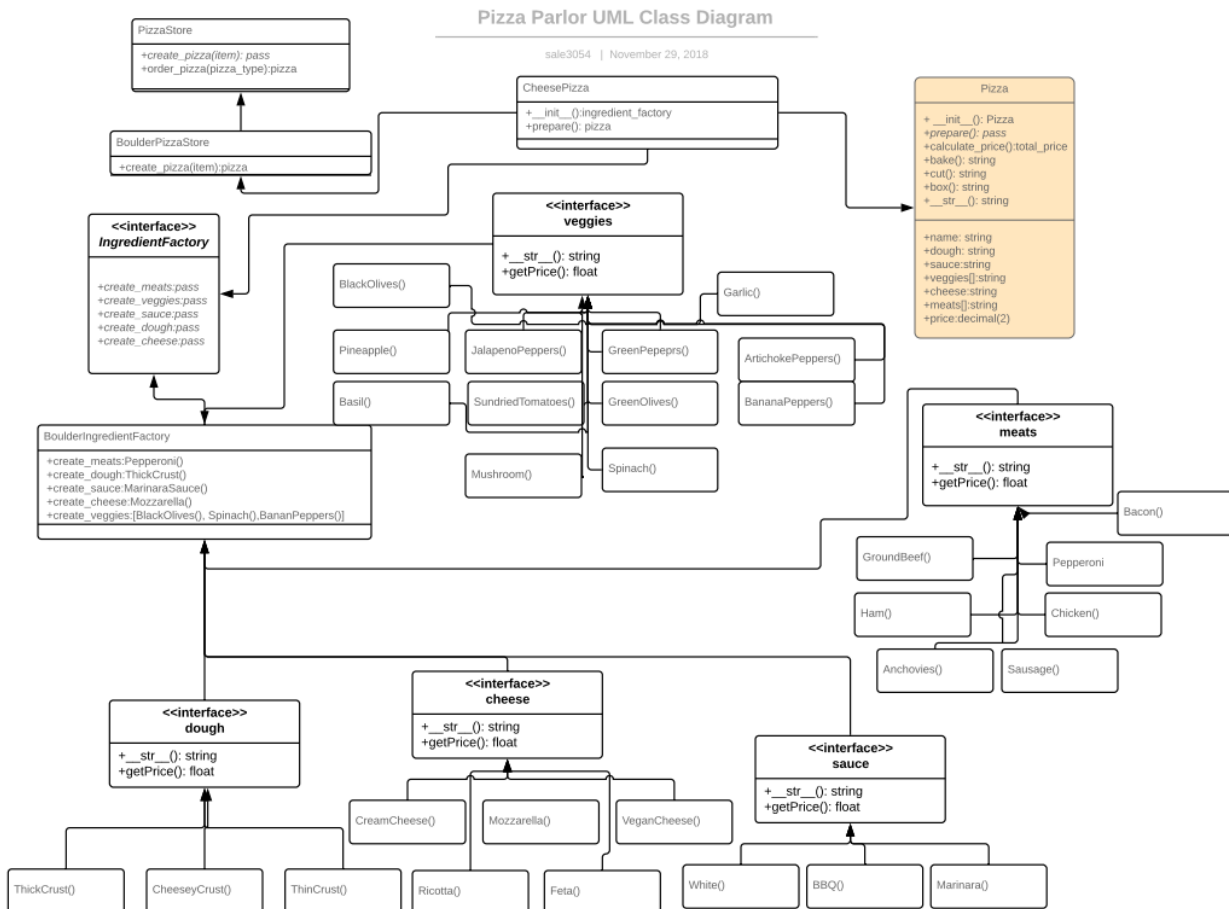 Pizza Parlor UML Class Diagram
sale3054 | November 29, 2018
PizzaStore
+create_pizza(item): pass
+order_pizza(pizza_type):pizza
BoulderPizzaStore
+create_pizza(item):pizza
CheesePizza
+__init__():ingredient_factory
+prepare(): pizza
Pizza
+ __init__(): Pizza
+prepare(): pass
+calculate_price():total_price
+bake(): string
+cut(): string
+box(): string
+__str__(): string
+name: string
+dough: string
+sauce:string
+veggies[]:string
+cheese:string
+meats[]:string
+price:decimal(2)
<<interface>>
IngredientFactory
+create_meats:pass
+create_veggies:pass
+create_sauce:pass
+create_dough:pass
+create_cheese:pass
<<interface>>
veggies
+__str__(): string
+getPrice(): float
BlackOlives()
Garlic()
Pineapple()
JalapenoPeppers()
GreenPepeprs()
ArtichokePeppers()
Basil()
SundriedTomatoes()
GreenOlives()
BananaPeppers()
Mushroom()
Spinach()
BoulderIngredientFactory
+create_meats:Pepperoni()
+create_dough:ThickCrust()
+create_sauce:MarinaraSauce()
+create_cheese:Mozzarella()
+create_veggies:[BlackOlives(), Spinach(),BananPeppers()]
<<interface>>
meats
+__str__(): string
+getPrice(): float
Bacon()
GroundBeef()
Pepperoni
Ham()
Chicken()
Anchovies()
Sausage()
<<interface>>
dough
+__str__(): string
+getPrice(): float
ThickCrust()
CheeseyCrust()
ThinCrust()
<<interface>>
cheese
+__str__(): string
+getPrice(): float
CreamCheese()
Mozzarella()
VeganCheese()
Ricotta()
Feta()
<<interface>>
sauce
+__str__(): string
+getPrice(): float
White()
BBQ()
Marinara()